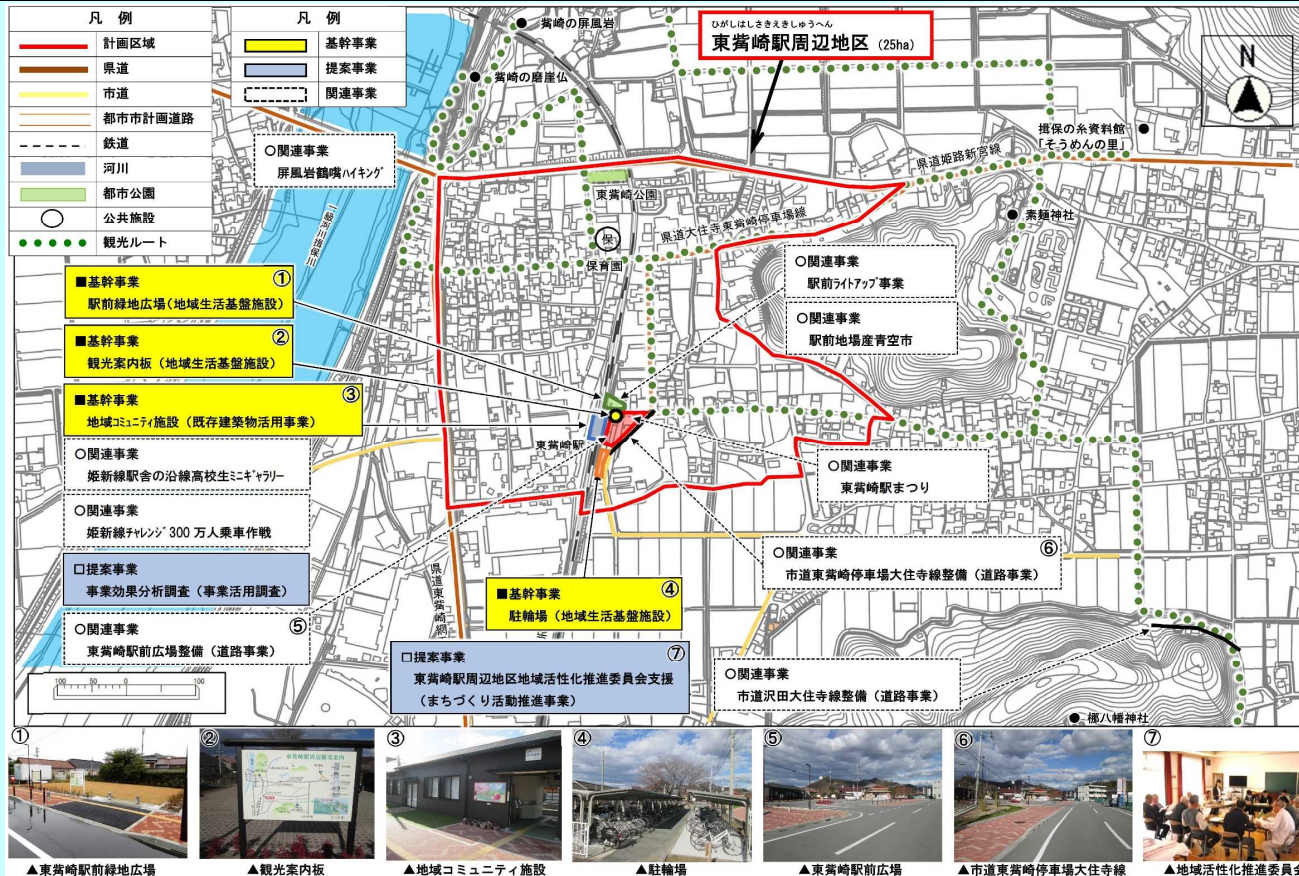 凡 例
計画区域
県道
市道
都市市計画道路
鉄道
河川
都市公園
公共施設
観光ルート
凡 例
基幹事業
提案事業
関連事業
ひがしはしさきえきしゅうへん
東觜崎駅周辺地区 (25ha)
N
觜崎の屏風岩
觜崎の磨崖仏
○関連事業
屏風岩鶴嘴ハイキング
一級河川揖保川
東觜崎公園
保
保育園
県道大住寺東觜崎停車場線
県道姫路新宮線
揖保の糸資料館
「そうめんの里」
素麺神社
■基幹事業 ①
駅前緑地広場(地域生活基盤施設)
■基幹事業 ②
観光案内板 (地域生活基盤施設)
■基幹事業 ③
地域コミュニティ施設 (既存建築物活用事業)
○関連事業
姫新線駅舎の沿線高校生ミニギャラリー
○関連事業
姫新線チャレンジ300 万人乗車作戦
□提案事業
事業効果分析調査 (事業活用調査)
○関連事業 ⑤
東觜崎駅前広場整備 (道路事業)
○関連事業
駅前ライトアップ事業
○関連事業
駅前地場産青空市
東觜崎駅
○関連事業
東觜崎駅まつり
○関連事業 ⑥
市道東觜崎停車場大住寺線整備 (道路事業)
■基幹事業 ④
駐輪場 (地域生活基盤施設)
□提案事業 ⑦
東觜崎駅周辺地区地域活性化推進委員会支援
(まちづくり活動推進事業)
○関連事業
市道沢田大住寺線整備 (道路事業)
県道東觜崎網
梛八幡神社
100 50 0 100
①
②
③
④
⑤
⑥
⑦
東觜崎駅周辺観光案内
▲東觜崎駅前緑地広場
▲観光案内板
▲地域コミュニティ施設
▲駐輪場
▲東觜崎駅前広場
▲市道東觜崎停車場大住寺線
▲地域活性化推進委員会